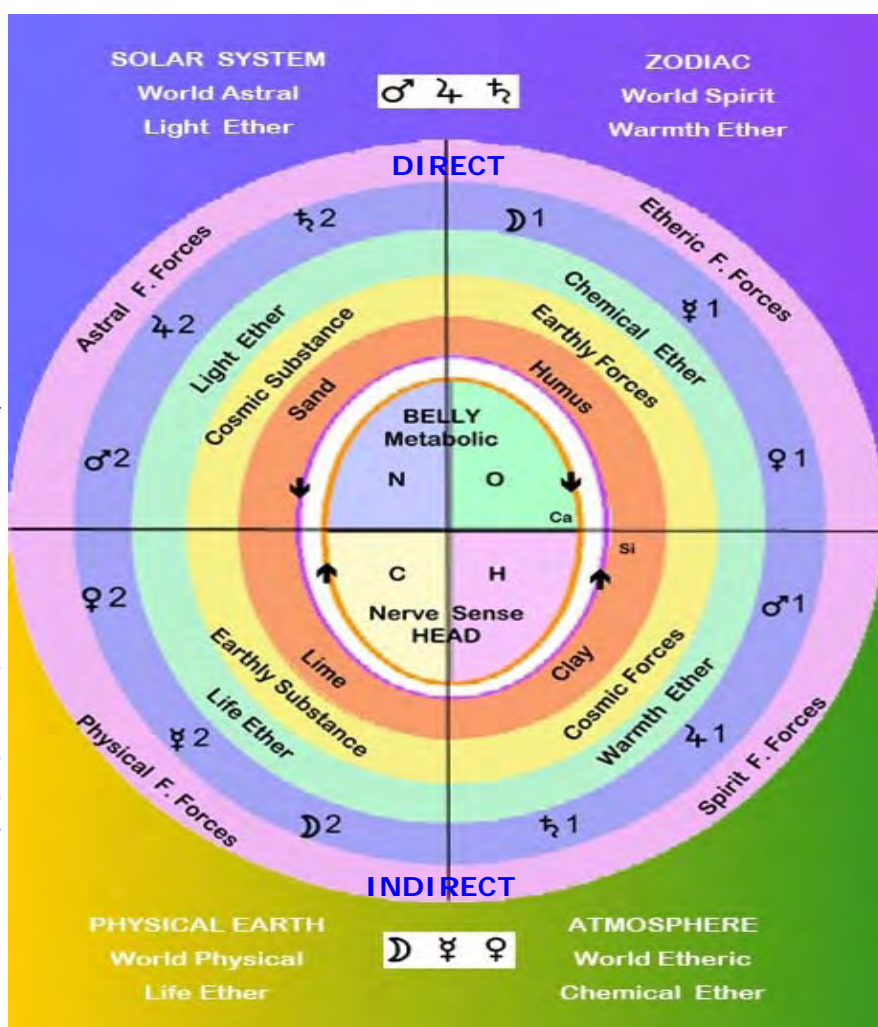 SOLAR SYSTEM
World Astral
Light Ether
♂ ♃ ♄
ZODIAC
World Spirit
Warmth Ether
DIRECT
♄2
☽1
Astral F. Forces
Etheric F. Forces
♃2
☿1
Light Ether
Chemical Ether
Cosmic Substance
Earthly Forces
Sand
Humus
BELLY
Metabolic
♂2
♀1
N
O
Ca
Si
C
H
Nerve Sense
HEAD
♀2
♂1
Lime
Clay
Earthly Substance
Cosmic Forces
Life Ether
Warmth Ether
☿2
♃1
Physical F. Forces
Spirit F. Forces
☽2
♄1
INDIRECT
PHYSICAL EARTH
World Physical
Life Ether
☽ ☿ ♀
ATMOSPHERE
World Etheric
Chemical Ether